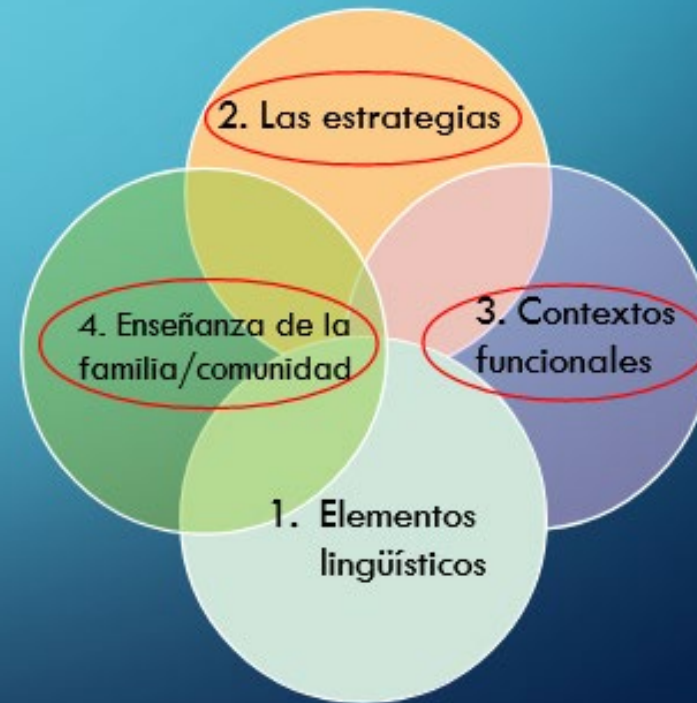 2. Las estrategias
4. Enseñanza de la
familia/comunidad
3. Contextos
funcionales
1. Elementos
lingüísticos